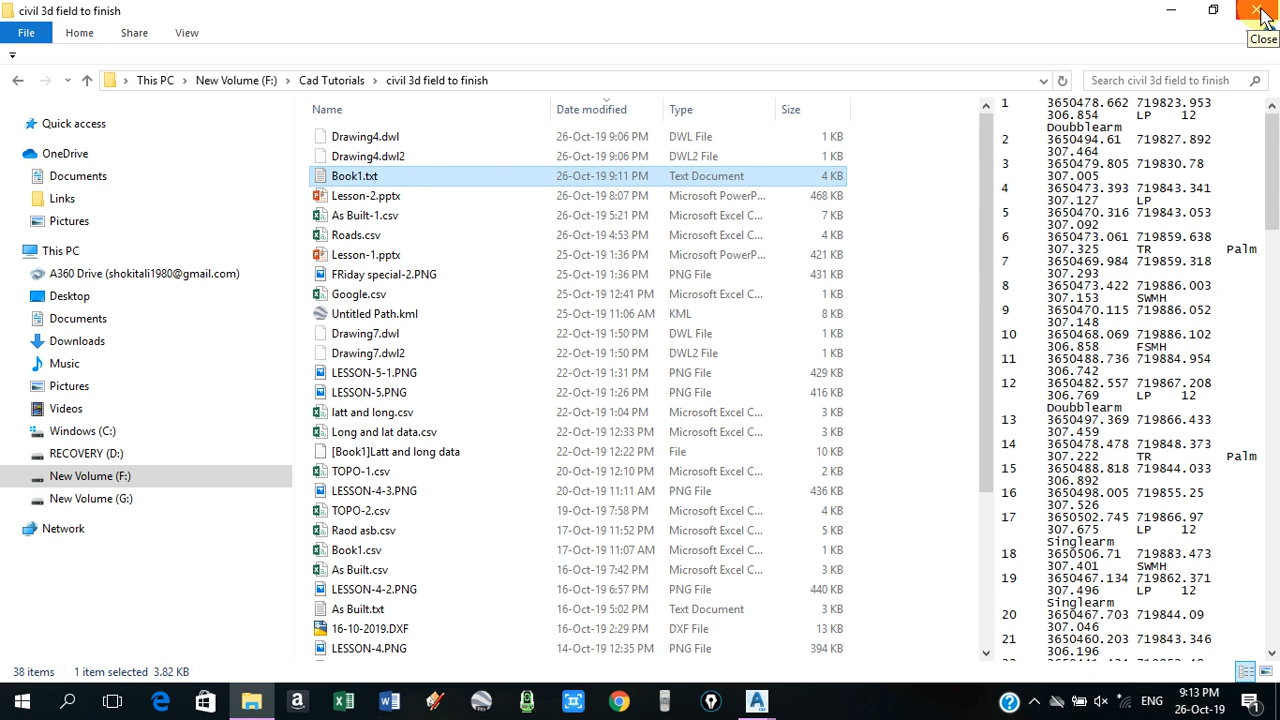 civil 3d field to finish
Close
File Home Share View
This PC New Volume (F:) Cad Tutorials civil 3d field to finish
Search civil 3d field to finish
Quick access
OneDrive
Documents
Links
Pictures
This PC
A360 Drive (shokitali1980@gmail.com)
Desktop
Documents
Downloads
Music
Pictures
Videos
Windows (C:)
RECOVERY (D:)
New Volume (F:)
New Volume (G:)
Network
Name Date modified Type Size
Drawing4.dwl 26-Oct-19 9:06 PM DWL File 1 KB
Drawing4.dwl2 26-Oct-19 9:06 PM DWL2 File 1 KB
Book1.txt 26-Oct-19 9:11 PM Text Document 4 KB
Lesson-2.pptx 26-Oct-19 8:07 PM Microsoft PowerP... 468 KB
As Built-1.csv 26-Oct-19 5:21 PM Microsoft Excel C... 7 KB
Roads.csv 26-Oct-19 4:53 PM Microsoft Excel C... 4 KB
Lesson-1.pptx 25-Oct-19 1:36 PM Microsoft PowerP... 421 KB
FRiday special-2.PNG 25-Oct-19 1:36 PM PNG File 431 KB
Google.csv 25-Oct-19 12:41 PM Microsoft Excel C... 1 KB
Untitled Path.kml 25-Oct-19 11:06 AM KML 8 KB
Drawing7.dwl 22-Oct-19 1:50 PM DWL File 1 KB
Drawing7.dwl2 22-Oct-19 1:50 PM DWL2 File 1 KB
LESSON-5-1.PNG 22-Oct-19 1:31 PM PNG File 429 KB
LESSON-5.PNG 22-Oct-19 1:26 PM PNG File 416 KB
latt and long.csv 22-Oct-19 1:04 PM Microsoft Excel C... 3 KB
Long and lat data.csv 22-Oct-19 12:33 PM Microsoft Excel C... 3 KB
[Book1]Latt and long data 22-Oct-19 12:22 PM File 10 KB
TOPO-1.csv 20-Oct-19 12:10 PM Microsoft Excel C... 2 KB
LESSON-4-3.PNG 20-Oct-19 11:11 AM PNG File 436 KB
TOPO-2.csv 19-Oct-19 7:58 PM Microsoft Excel C... 4 KB
Raod asb.csv 17-Oct-19 11:52 PM Microsoft Excel C... 5 KB
Book1.csv 17-Oct-19 11:07 AM Microsoft Excel C... 1 KB
As Built.csv 16-Oct-19 7:42 PM Microsoft Excel C... 3 KB
LESSON-4-2.PNG 16-Oct-19 6:57 PM PNG File 440 KB
As Built.txt 16-Oct-19 5:02 PM Text Document 3 KB
16-10-2019.DXF 16-Oct-19 2:29 PM DXF File 13 KB
LESSON-4.PNG 14-Oct-19 12:35 PM PNG File 394 KB
1 3650478.662 719823.953
306.854 LP 12
Doubblearm
2 3650494.61 719827.892
307.464
3 3650479.805 719830.78
307.005
4 3650473.393 719843.341
307.127 LP
5 3650470.316 719843.053
307.092
6 3650473.061 719859.638
307.325 TR Palm
7 3650469.984 719859.318
307.293
8 3650473.422 719886.003
307.153 SWMH
9 3650470.115 719886.052
307.148
10 3650468.069 719886.102
306.858 FSMH
11 3650488.736 719884.954
306.742
12 3650482.557 719867.208
306.769 LP 12
Doubblearm
13 3650497.369 719866.433
307.459
14 3650478.478 719848.373
307.222 TR Palm
15 3650488.818 719844.033
306.892
16 3650498.005 719855.25
307.526
17 3650502.745 719866.97
307.675 LP 12
Singlearm
18 3650506.71 719883.473
307.401 SWMH
19 3650467.134 719862.371
307.496 LP 12
Singlearm
20 3650467.703 719844.09
307.046
21 3650460.203 719843.346
306.196
38 items 1 item selected 3.82 KB
ENG 9:13 PM
26-Oct-19